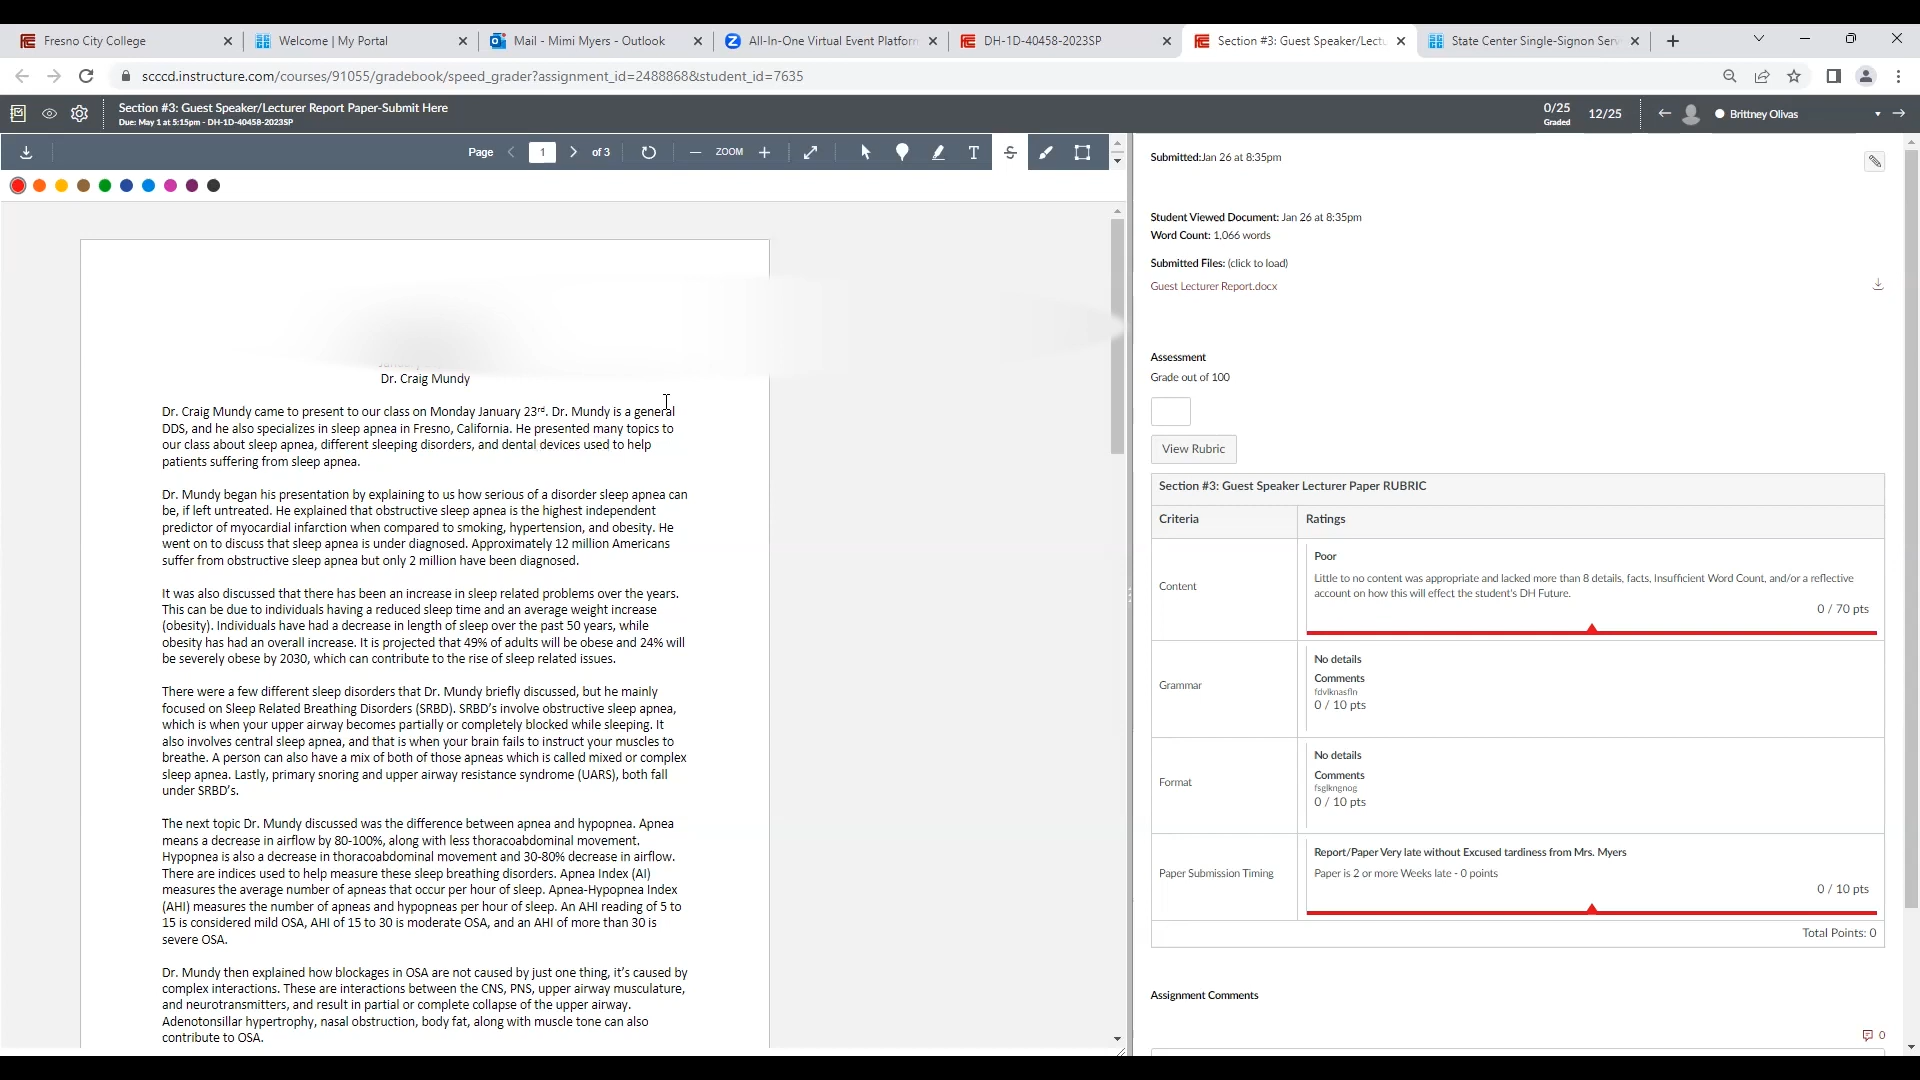 Fresno City College
Welcome | My Portal
Mail - Mimi Myers - Outlook
All-In-One Virtual Event Platform
DH-1D-40458-2023SP
Section #3: Guest Speaker/Lectu
State Center Single-Signon Serv
scccd.instructure.com/courses/91055/gradebook/speed_grader?assignment_id=2488868&student_id=7635
Section #3: Guest Speaker/Lecturer Report Paper-Submit Here
Due: May 1 at 5:15pm - DH-1D-40458-2023SP
0/25
Graded
12/25
Brittney Olivas
Page
1
of 3
ZOOM
T
S
Dr. Craig Mundy
Dr. Craig Mundy came to present to our class on Monday January 23rd. Dr. Mundy is a general
DDS, and he also specializes in sleep apnea in Fresno, California. He presented many topics to
our class about sleep apnea, different sleeping disorders, and dental devices used to help
patients suffering from sleep apnea.
Dr. Mundy began his presentation by explaining to us how serious of a disorder sleep apnea can
be, if left untreated. He explained that obstructive sleep apnea is the highest independent
predictor of myocardial infarction when compared to smoking, hypertension, and obesity. He
went on to discuss that sleep apnea is under diagnosed. Approximately 12 million Americans
suffer from obstructive sleep apnea but only 2 million have been diagnosed.
It was also discussed that there has been an increase in sleep related problems over the years.
This can be due to individuals having a reduced sleep time and an average weight increase
(obesity). Individuals have had a decrease in length of sleep over the past 50 years, while
obesity has had an overall increase. It is projected that 49% of adults will be obese and 24% will
be severely obese by 2030, which can contribute to the rise of sleep related issues.
There were a few different sleep disorders that Dr. Mundy briefly discussed, but he mainly
focused on Sleep Related Breathing Disorders (SRBD). SRBD's involve obstructive sleep apnea,
which is when your upper airway becomes partially or completely blocked while sleeping. It
also involves central sleep apnea, and that is when your brain fails to instruct your muscles to
breathe. A person can also have a mix of both of those apneas which is called mixed or complex
sleep apnea. Lastly, primary snoring and upper airway resistance syndrome (UARS), both fall
under SRBD's.
The next topic Dr. Mundy discussed was the difference between apnea and hypopnea. Apnea
means a decrease in airflow by 80-100%, along with less thoracoabdominal movement.
Hypopnea is also a decrease in thoracoabdominal movement and 30-80% decrease in airflow.
There are indices used to help measure these sleep breathing disorders. Apnea Index (AI)
measures the average number of apneas that occur per hour of sleep. Apnea-Hypopnea Index
(AHI) measures the number of apneas and hypopneas per hour of sleep. An AHI reading of 5 to
15 is considered mild OSA, AHI of 15 to 30 is moderate OSA, and an AHI of more than 30 is
severe OSA.
Dr. Mundy then explained how blockages in OSA are not caused by just one thing, it's caused by
complex interactions. These are interactions between the CNS, PNS, upper airway musculature,
and neurotransmitters, and result in partial or complete collapse of the upper airway.
Adenotonsillar hypertrophy, nasal obstruction, body fat, along with muscle tone can also
contribute to OSA.
Submitted:Jan 26 at 8:35pm
Student Viewed Document: Jan 26 at 8:35pm
Word Count: 1,066 words
Submitted Files: (click to load)
Guest Lecturer Report.docx
Assessment
Grade out of 100
View Rubric
Section #3: Guest Speaker Lecturer Paper RUBRIC
Criteria
Ratings
Content
Poor
Little to no content was appropriate and lacked more than 8 details, facts, Insufficient Word Count, and/or a reflective
account on how this will effect the student's DH Future.
0 / 70 pts
Grammar
No details
Comments
fdvlknasfln
0 / 10 pts
Format
No details
Comments
fsglkngnog
0 / 10 pts
Paper Submission Timing
Report/Paper Very late without Excused tardiness from Mrs. Myers
Paper is 2 or more Weeks late - 0 points
0 / 10 pts
Total Points: 0
Assignment Comments
0